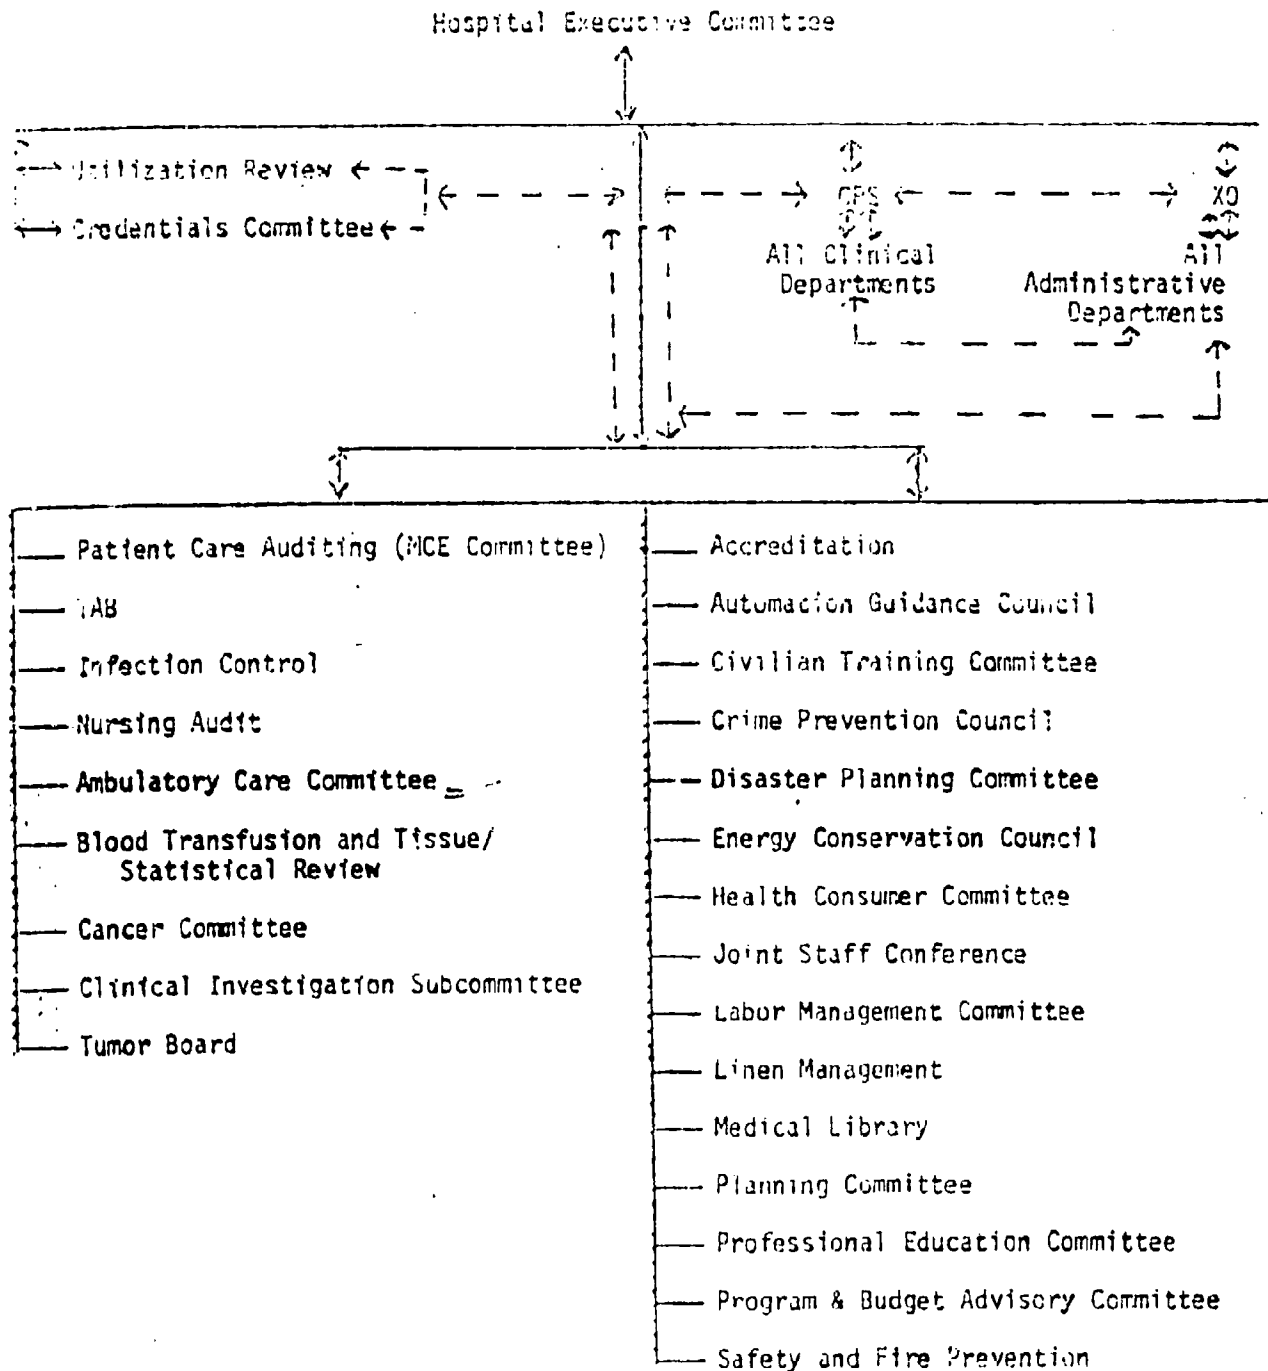 Hospital Executive Committee
Utilization Review
Credentials Committee
XO
All Clinical
Departments
All
Administrative
Departments
Patient Care Auditing (MCE Committee)
Infection Control
Nursing Audit
Ambulatory Care Committee
Blood Transfusion and Tissue/
Statistical Review
Cancer Committee
Clinical Investigation Subcommittee
Tumor Board
Accreditation
Automation Guidance Council
Civilian Training Committee
Crime Prevention Council
Disaster Planning Committee
Energy Conservation Council
Health Consumer Committee
Joint Staff Conference
Labor Management Committee
Linen Management
Medical Library
Planning Committee
Professional Education Committee
Program & Budget Advisory Committee
Safety and Fire Prevention